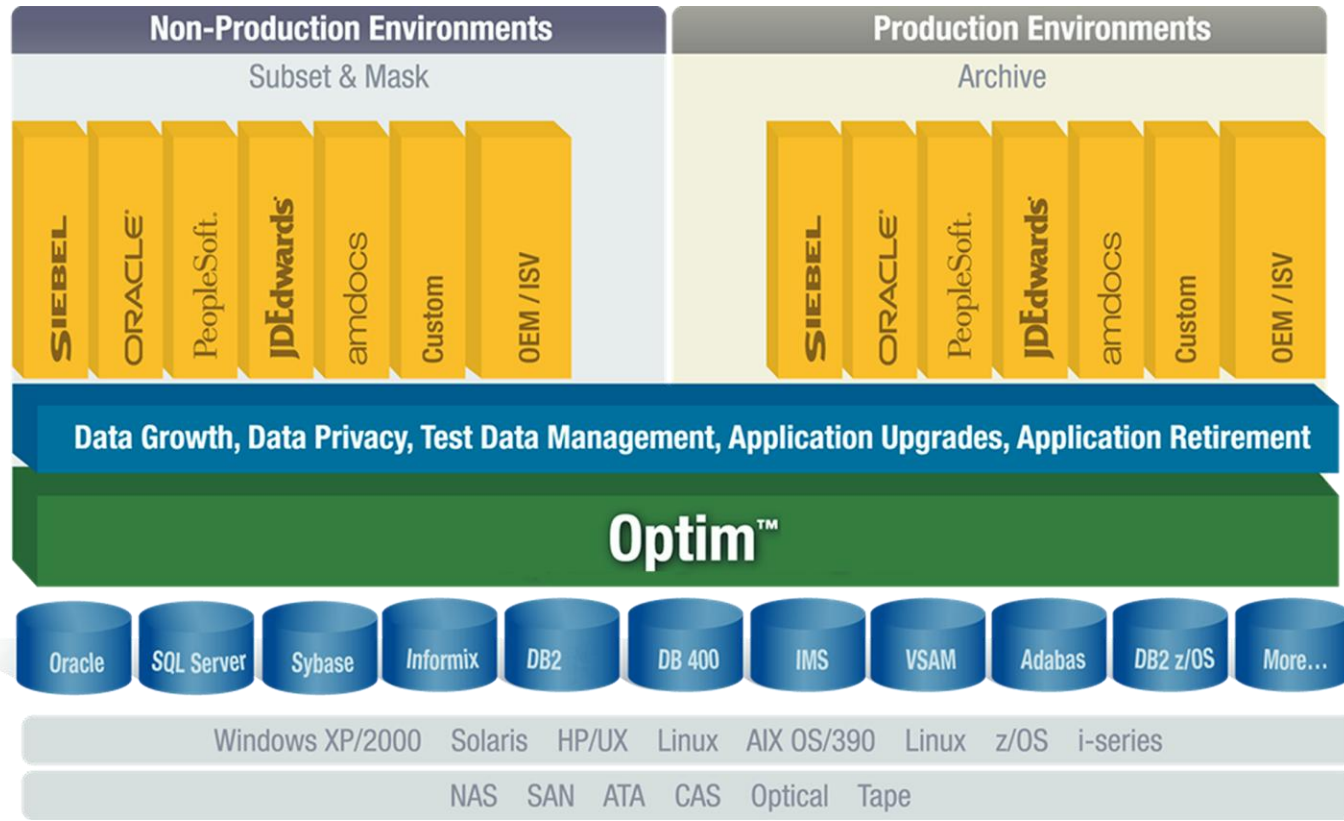 Non-Production Environments
Production Environments
Subset & Mask
Archive
SIEBEL
ORACLE®
PeopleSoft.
JDEdwards®
amdocs
Custom
OEM / ISV
SIEBEL
ORACLE®
PeopleSoft.
JDEdwards®
amdocs
Custom
OEM / ISV
Data Growth, Data Privacy, Test Data Management, Application Upgrades, Application Retirement
Optim™
Oracle
SQL Server
Sybase
Informix
DB2
DB 400
IMS
VSAM
Adabas
DB2 z/OS
More...
Windows XP/2000 Solaris HP/UX Linux AIX OS/390 Linux z/OS i-series
NAS SAN ATA CAS Optical Tape